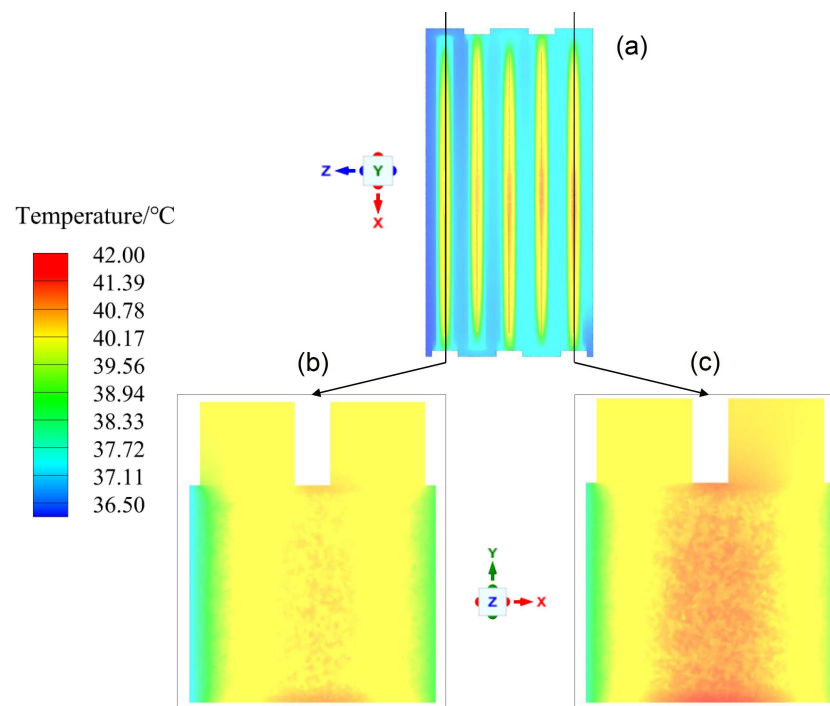 (a)
Z
Y
X
Temperature/℃
42.00
41.39
40.78
40.17
39.56
38.94
38.33
37.72
37.11
36.50
(b)
(c)
Y
Z
X